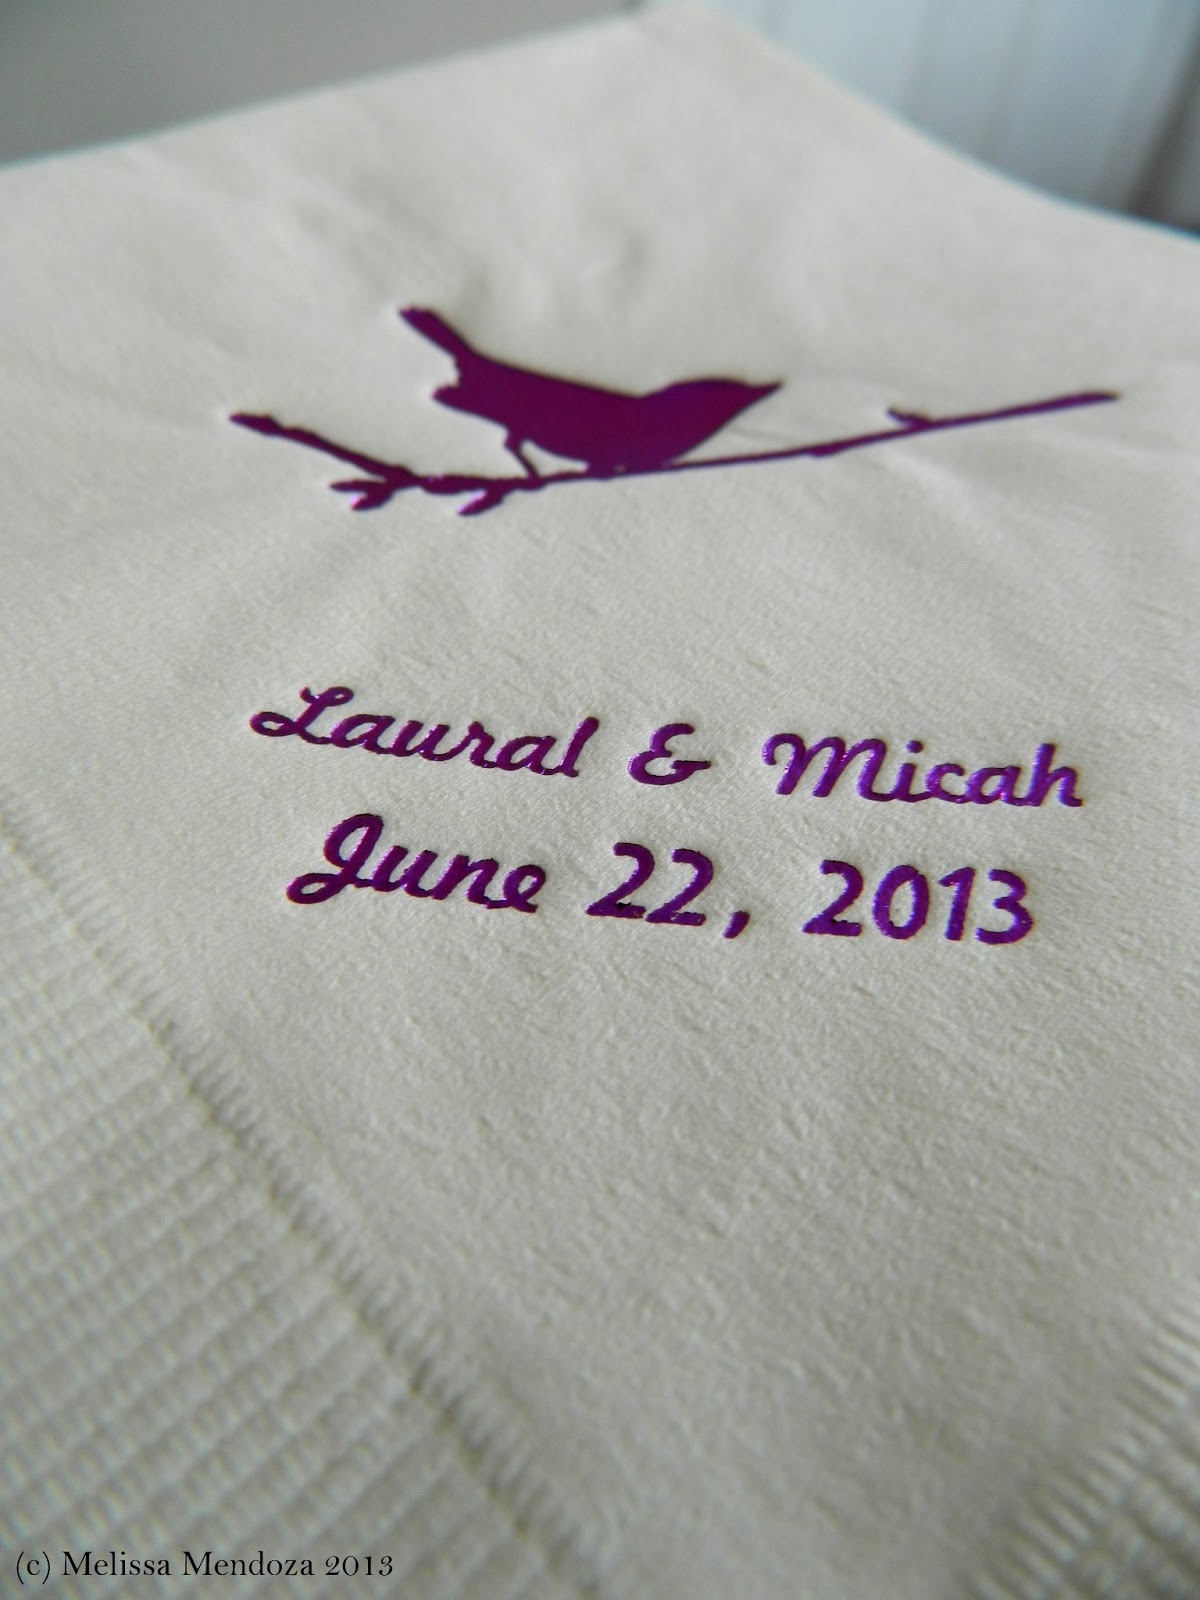 Laural & Micah
June 22, 2013
(c) Melissa Mendoza 2013